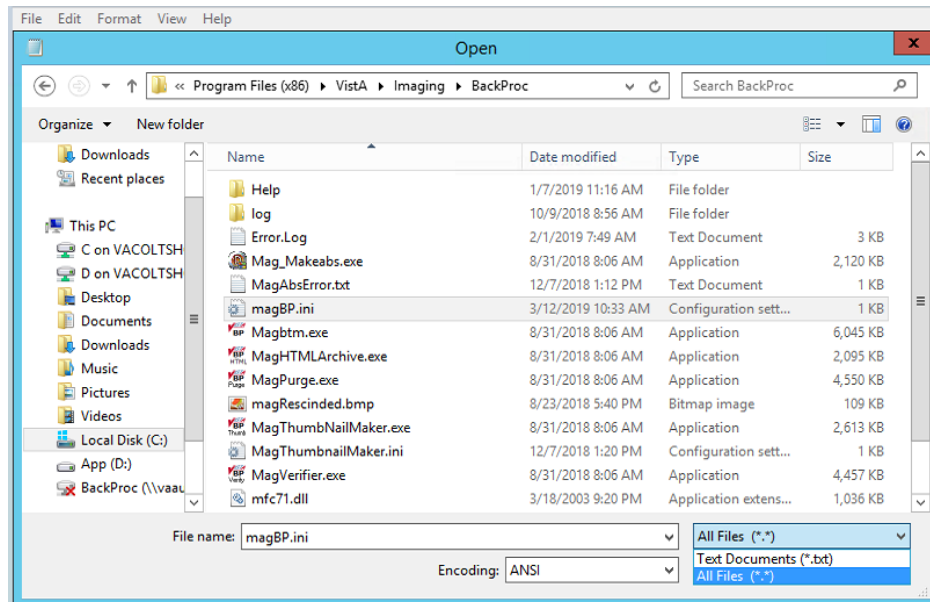 File Edit Format View Help
Open
« Program Files (x86) ▸ VistA ▸ Imaging ▸ BackProc
Search BackProc
Organize New folder
Downloads
Recent places
This PC
C on VACOLTSH
D on VACOLTSH
Desktop
Documents
Downloads
Music
Pictures
Videos
Local Disk (C:)
App (D:)
BackProc (\\vaau
Name Date modified Type Size
Help 1/7/2019 11:16 AM File folder
log 10/9/2018 8:56 AM File folder
Error.Log 2/1/2019 7:49 AM Text Document 3 KB
Mag_Makeabs.exe 8/31/2018 8:06 AM Application 2,120 KB
MagAbsError.txt 12/7/2018 1:12 PM Text Document 1 KB
magBP.ini 3/12/2019 10:33 AM Configuration sett... 1 KB
Magbtm.exe 8/31/2018 8:06 AM Application 6,045 KB
MagHTMLArchive.exe 8/31/2018 8:06 AM Application 2,095 KB
MagPurge.exe 8/31/2018 8:06 AM Application 4,550 KB
magRescinded.bmp 8/23/2018 5:40 PM Bitmap image 109 KB
MagThumbNailMaker.exe 8/31/2018 8:06 AM Application 2,613 KB
MagThumbnailMaker.ini 12/7/2018 1:20 PM Configuration sett... 1 KB
MagVerifier.exe 8/31/2018 8:06 AM Application 4,457 KB
mfc71.dll 3/18/2003 9:20 PM Application extens... 1,036 KB
File name: magBP.ini All Files (*.*)
Text Documents (*.txt)
Encoding: ANSI All Files (*.*)